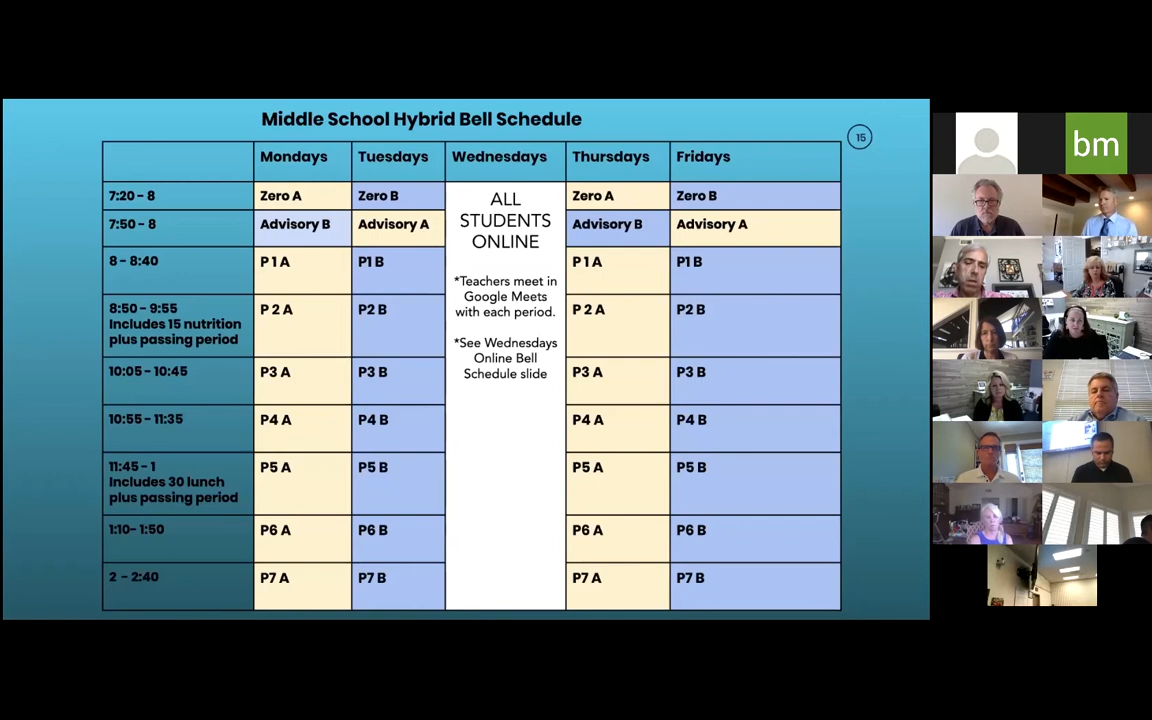 Middle School Hybrid Bell Schedule
15
Mondays Tuesdays Wednesdays Thursdays Fridays
7:20 - 8 Zero A Zero B Zero A Zero B
7:50 - 8 Advisory B Advisory A Advisory B Advisory A
ALL
STUDENTS
ONLINE
*Teachers meet in
Google Meets
with each period.
*See Wednesdays
Online Bell
Schedule slide
8 - 8:40 P 1 A P1 B P 1 A P1 B
8:50 - 9:55
Includes 15 nutrition
plus passing period
P 2 A P2 B P 2 A P2 B
10:05 - 10:45 P3 A P3 B P3 A P3 B
10:55 - 11:35 P4 A P4 B P4 A P4 B
11:45 - 1
Includes 30 lunch
plus passing period
P5 A P5 B P5 A P5 B
1:10- 1:50 P6 A P6 B P6 A P6 B
2 - 2:40 P7 A P7 B P7 A P7 B
bm